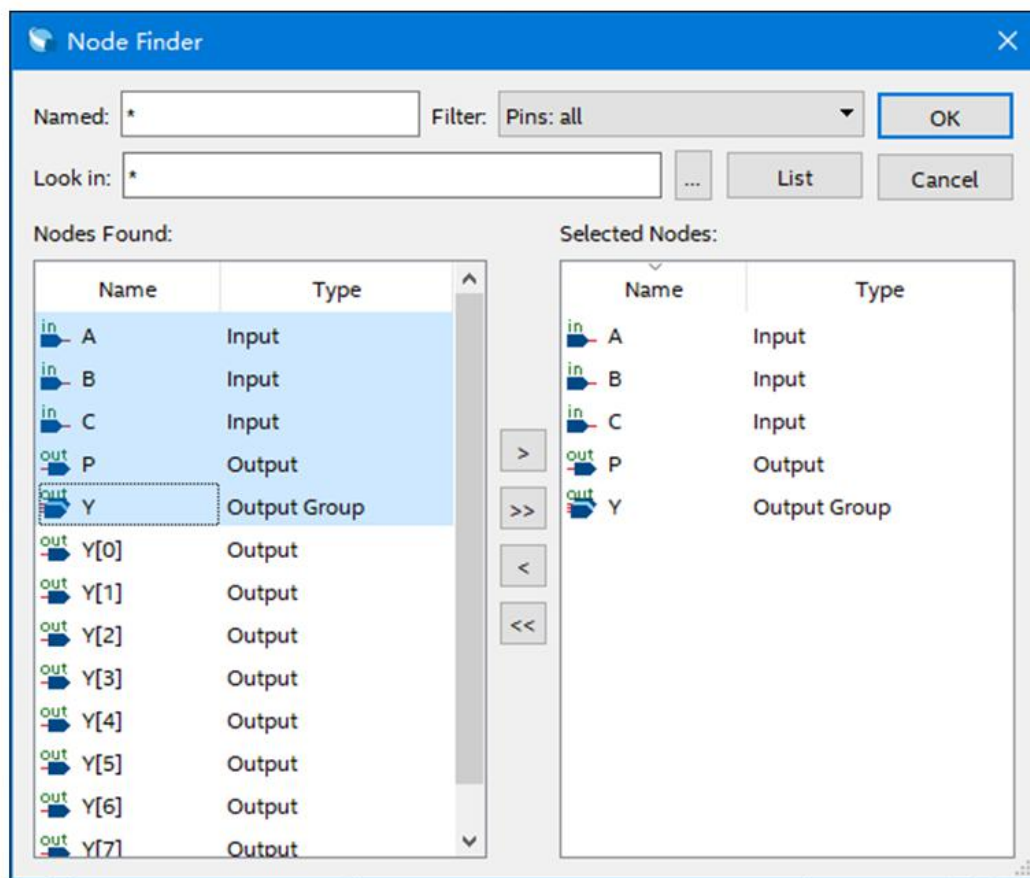 Node Finder
Named: * Filter: Pins: all OK
Look in: * ... List Cancel
Nodes Found: Selected Nodes:
Name Type Name Type
in A Input in A Input
in B Input in B Input
in C Input in C Input
out P Output > out P Output
out Y Output Group >> out Y Output Group
out Y[0] Output <
out Y[1] Output
out Y[2] Output <<
out Y[3] Output
out Y[4] Output
out Y[5] Output
out Y[6] Output
out Y[7] Output